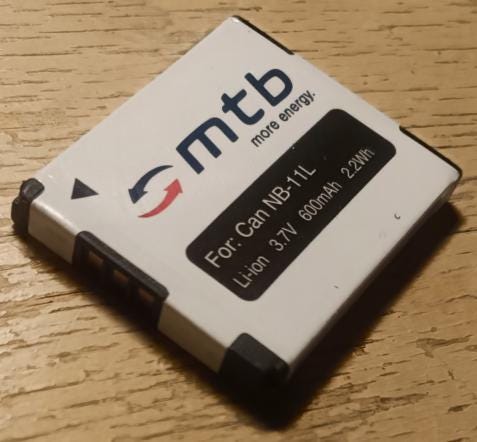 mtb
more energy.
For: Can NB-11L
Li-ion 3.7V 600mAh 2.2Wh